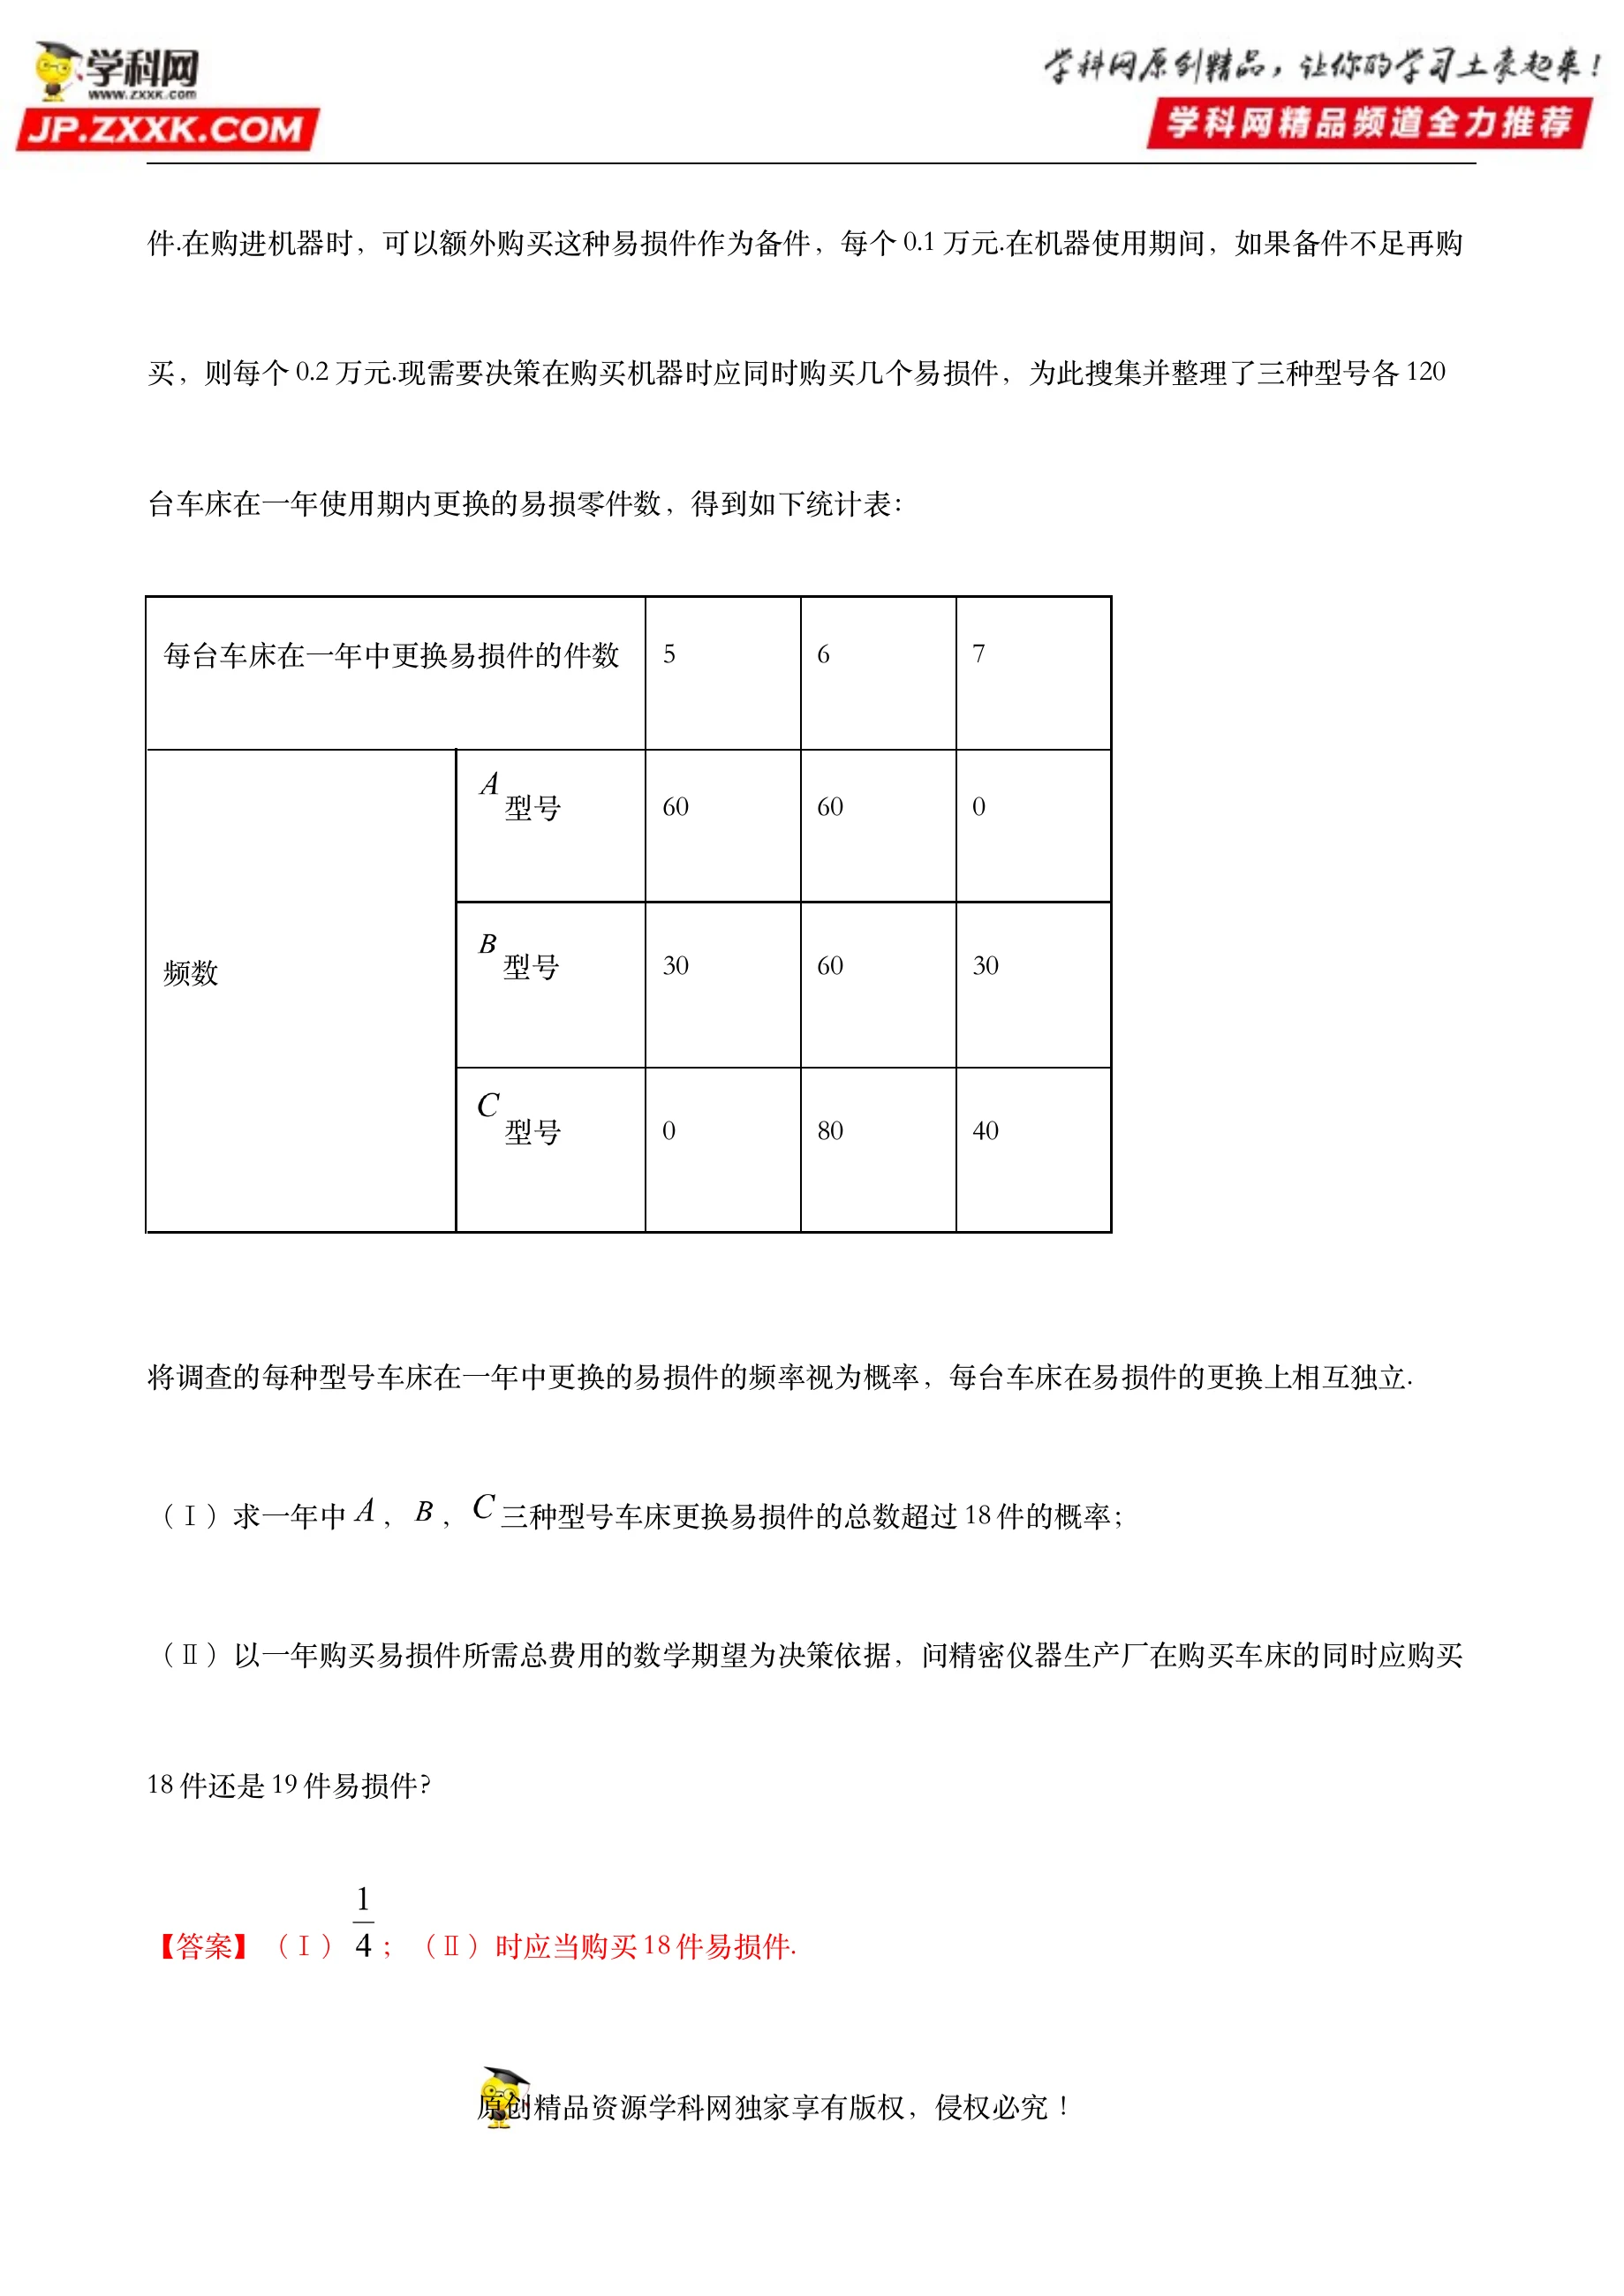 学科网
www.zxxk.com
JP.ZXXK.COM
学科网原创精品，让你的学习土豪起来！
学科网精品频道全力推荐
件.在购进机器时，可以额外购买这种易损件作为备件，每个 0.1 万元.在机器使用期间，如果备件不足再购
买，则每个 0.2 万元.现需要决策在购买机器时应同时购买几个易损件，为此搜集并整理了三种型号各 120
台车床在一年使用期内更换的易损零件数，得到如下统计表：
每台车床在一年中更换易损件的件数 5 6 7
频数
A 型号 60 60 0
B 型号 30 60 30
C 型号 0 80 40
将调查的每种型号车床在一年中更换的易损件的频率视为概率，每台车床在易损件的更换上相互独立.
（Ⅰ）求一年中 A，B，C 三种型号车床更换易损件的总数超过 18 件的概率；
（Ⅱ）以一年购买易损件所需总费用的数学期望为决策依据，问精密仪器生产厂在购买车床的同时应购买
18 件还是 19 件易损件?
【答案】（Ⅰ）1/4；（Ⅱ）时应当购买 18 件易损件.
原创精品资源学科网独家享有版权，侵权必究！